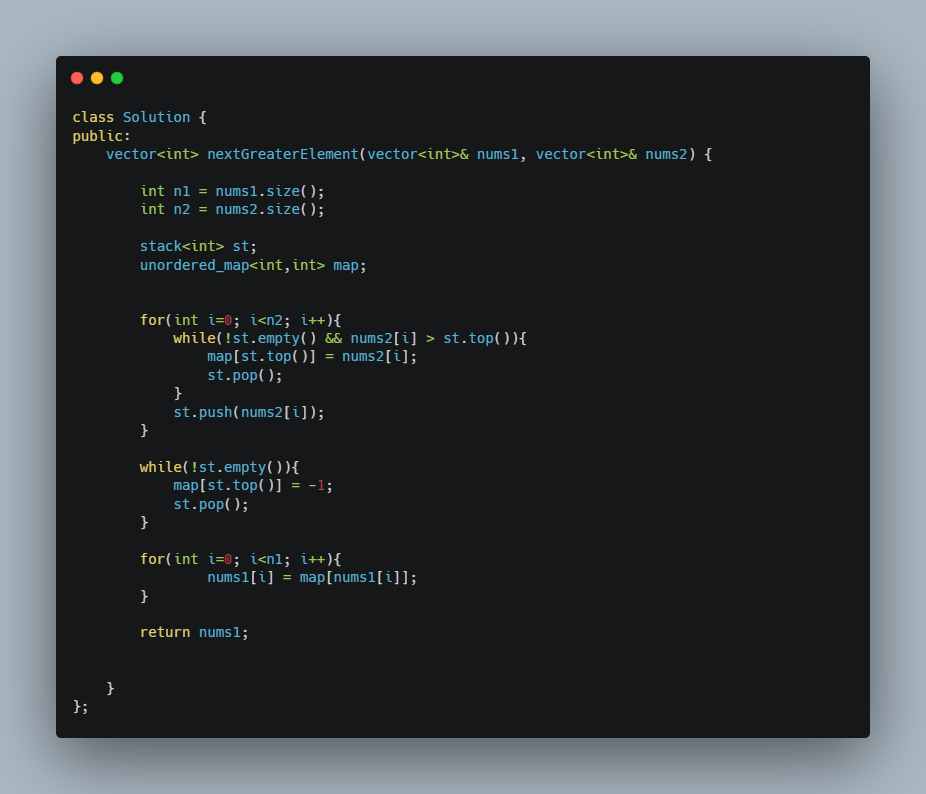 class Solution {
public:
    vector<int> nextGreaterElement(vector<int>& nums1, vector<int>& nums2) {
        int n1 = nums1.size();
        int n2 = nums2.size();
        stack<int> st;
        unordered_map<int,int> map;
        for(int i=0; i<n2; i++){
            while(!st.empty() && nums2[i] > st.top()){
                map[st.top()] = nums2[i];
                st.pop();
            }
            st.push(nums2[i]);
        }
        while(!st.empty()){
            map[st.top()] = -1;
            st.pop();
        }
        for(int i=0; i<n1; i++){
                nums1[i] = map[nums1[i]];
        }
        return nums1;
    }
};